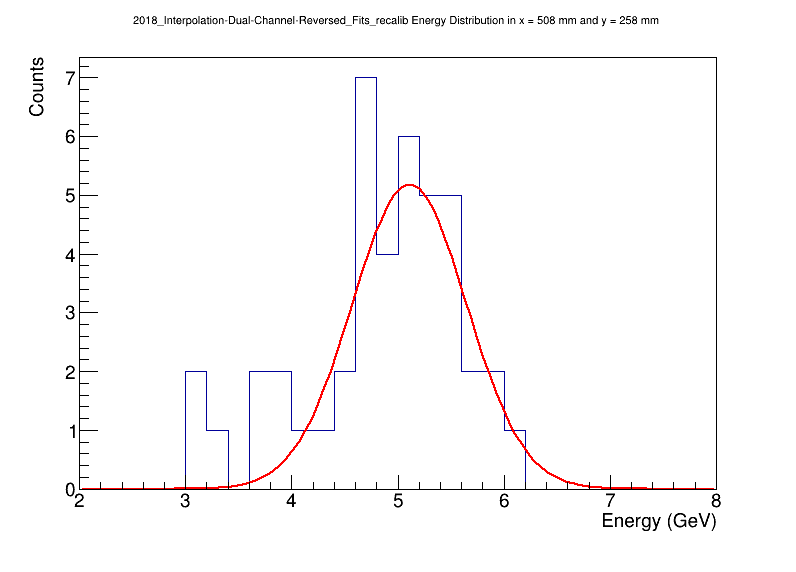 2018_Interpolation-Dual-Channel-Reversed_Fits_recalib Energy Distribution in x = 508 mm and y = 258 mm
Counts
7
6
5
4
3
2
1
0
2 3 4 5 6 7 8
Energy (GeV)